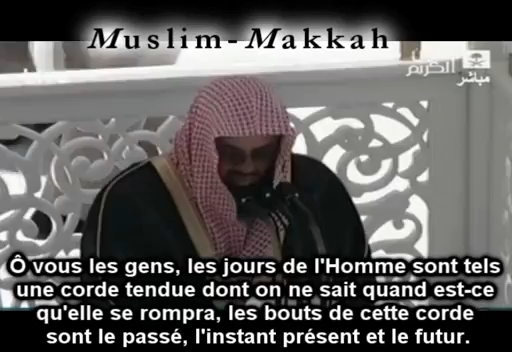 Muslim-Makkah
الكريم
مباشر
Ô vous les gens, les jours de l'Homme sont tels
une corde tendue dont on ne sait quand est-ce
qu'elle se rompra, les bouts de cette corde
sont le passé, l'instant présent et le futur.